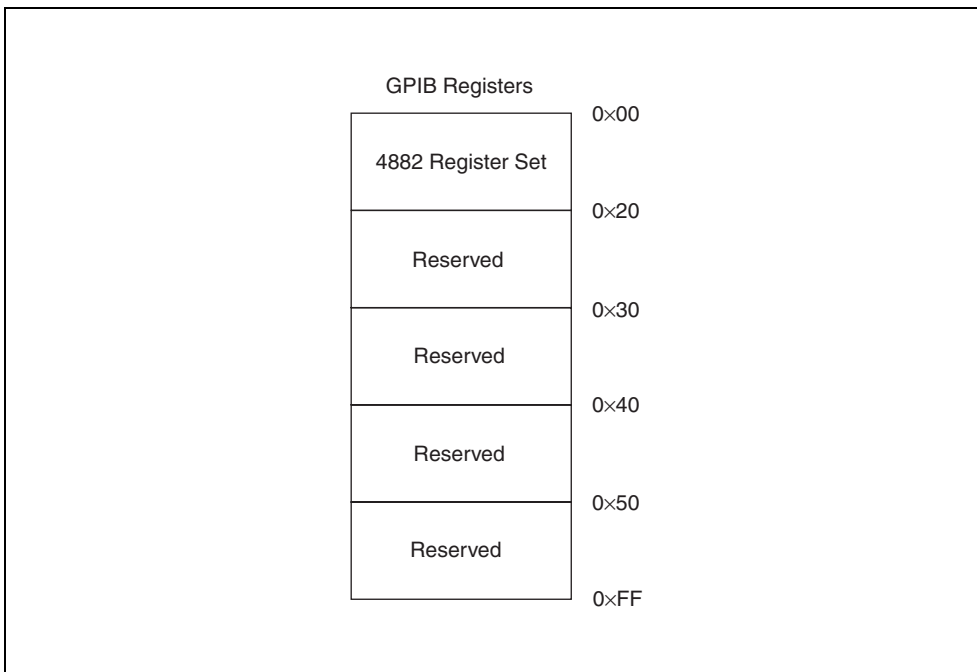 GPIB Registers
0×00
4882 Register Set
0×20
Reserved
0×30
Reserved
0×40
Reserved
0×50
Reserved
0×FF